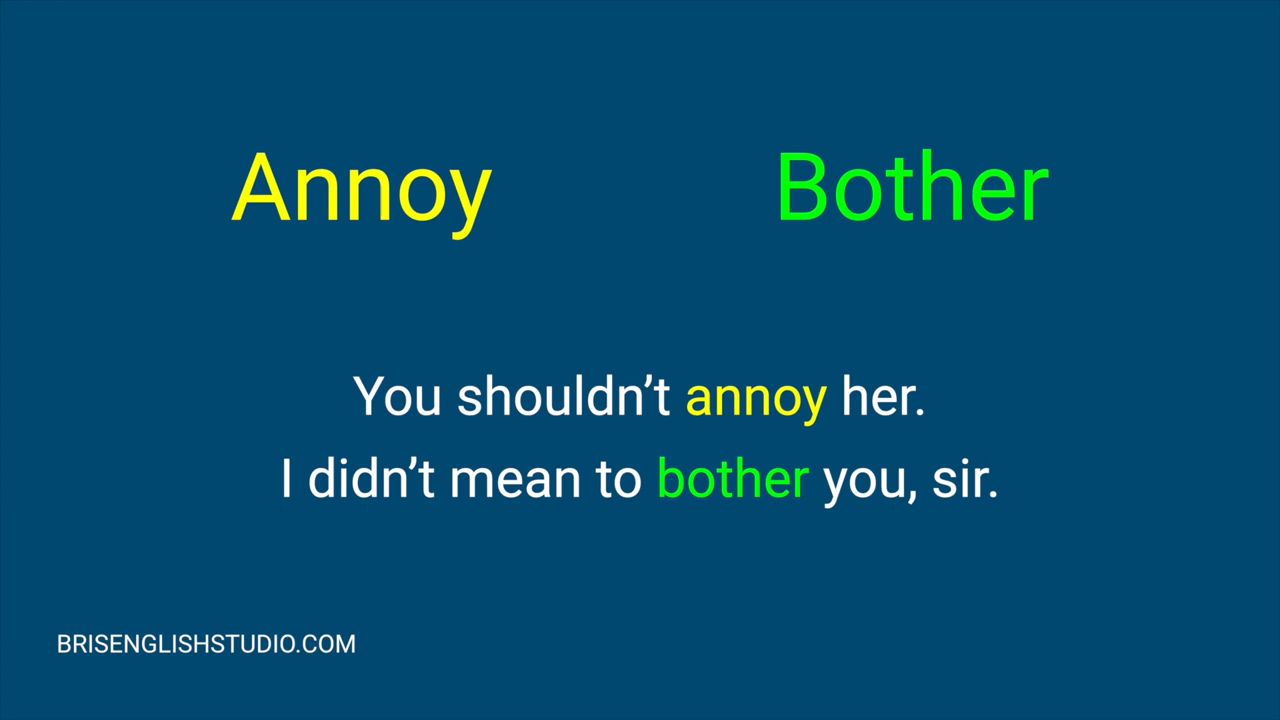 Annoy Bother
You shouldn’t annoy her.
I didn’t mean to bother you, sir.
BRISENGLISHSTUDIO.COM